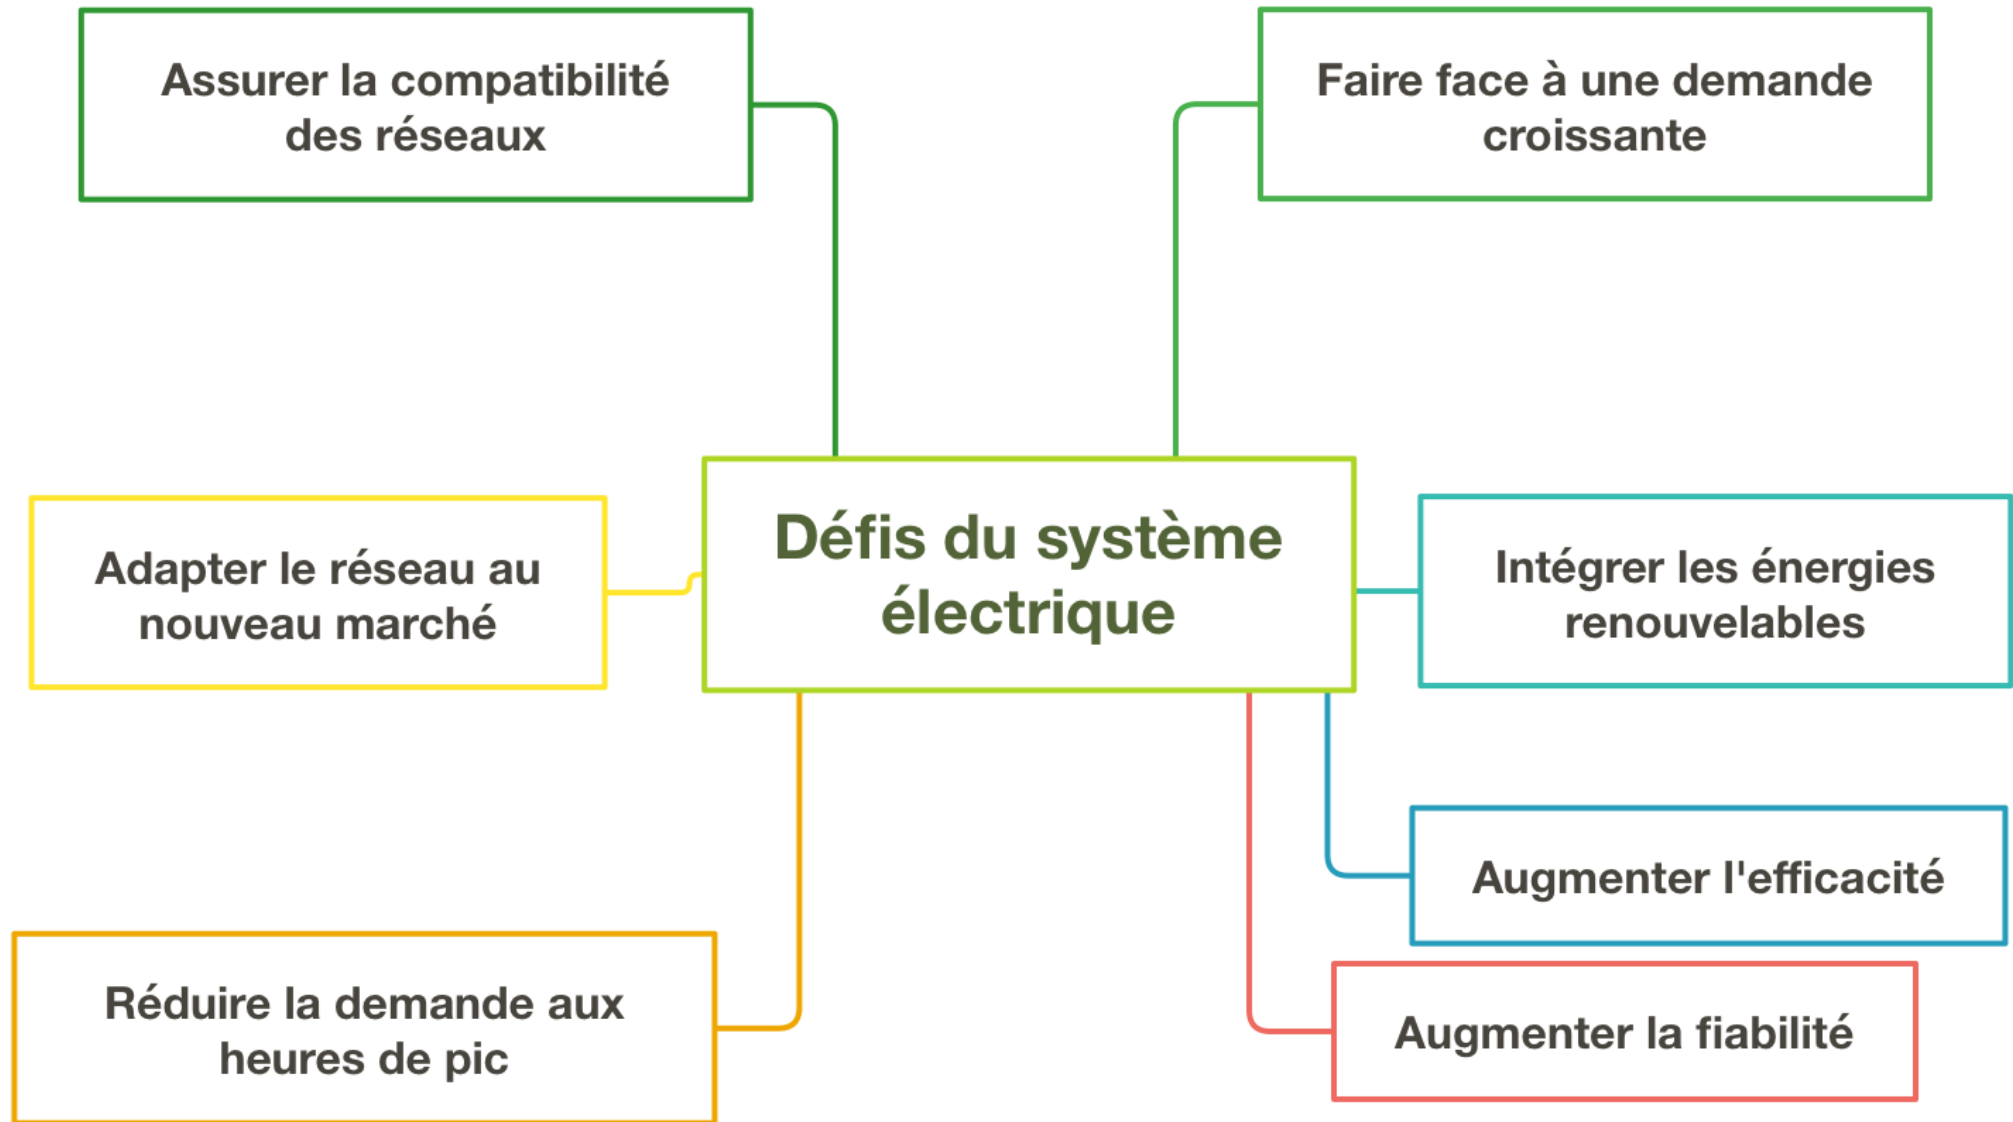 Assurer la compatibilité
des réseaux
Faire face à une demande
croissante
Défis du système
électrique
Adapter le réseau au
nouveau marché
Intégrer les énergies
renouvelables
Augmenter l'efficacité
Réduire la demande aux
heures de pic
Augmenter la fiabilité